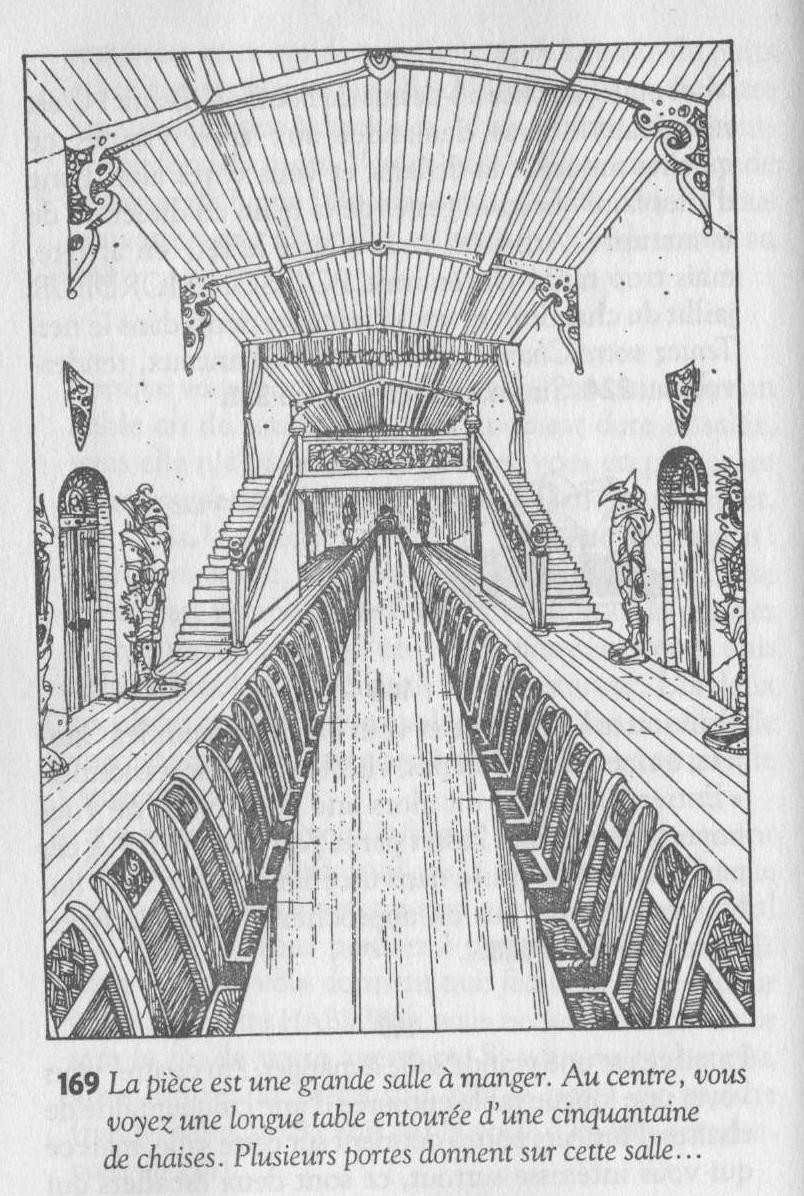 169 La pièce est une grande salle à manger. Au centre, vous
voyez une longue table entourée d'une cinquantaine
de chaises. Plusieurs portes donnent sur cette salle...